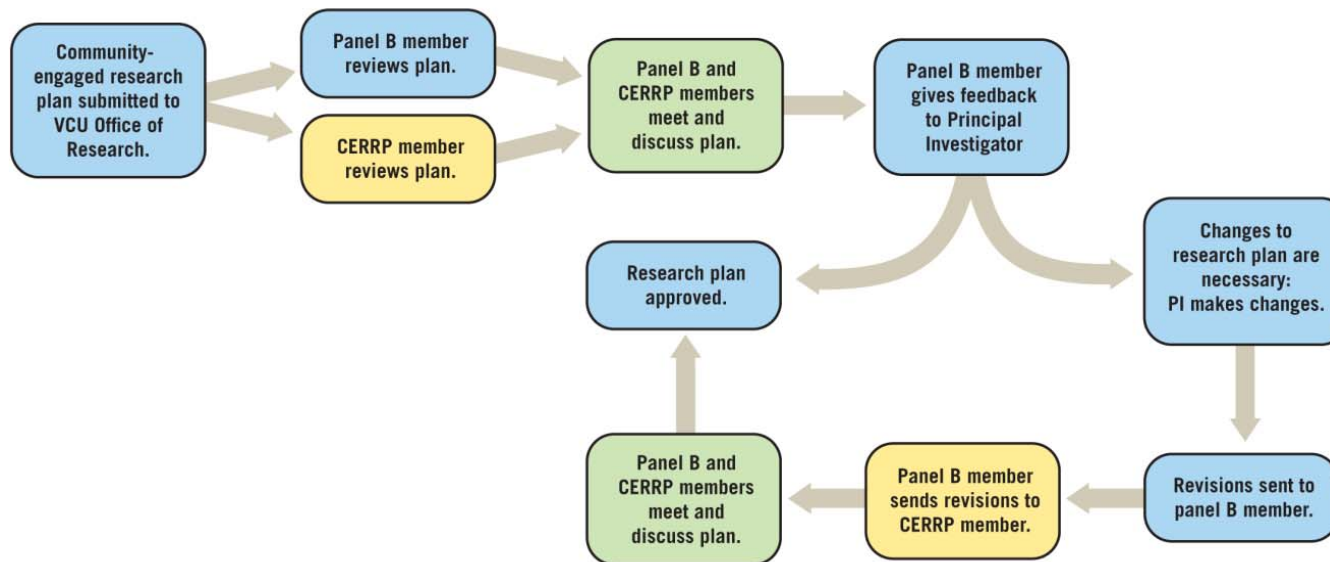 Community-
engaged research
plan submitted to
VCU Office of
Research.
Panel B member
reviews plan.
CERRP member
reviews plan.
Panel B and
CERRP members
meet and
discuss plan.
Panel B member
gives feedback
to Principal
Investigator
Research plan
approved.
Changes to
research plan are
necessary:
PI makes changes.
Revisions sent to
panel B member.
Panel B member
sends revisions to
CERRP member.
Panel B and
CERRP members
meet and
discuss plan.